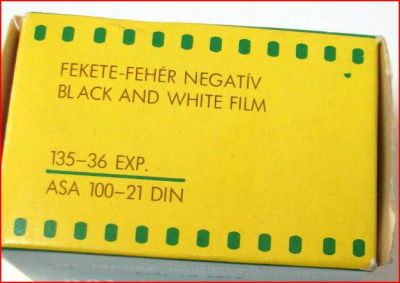 FEKETE-FEHÉR NEGATÍV
BLACK AND WHITE FILM
135-36 EXP.
ASA 100-21 DIN